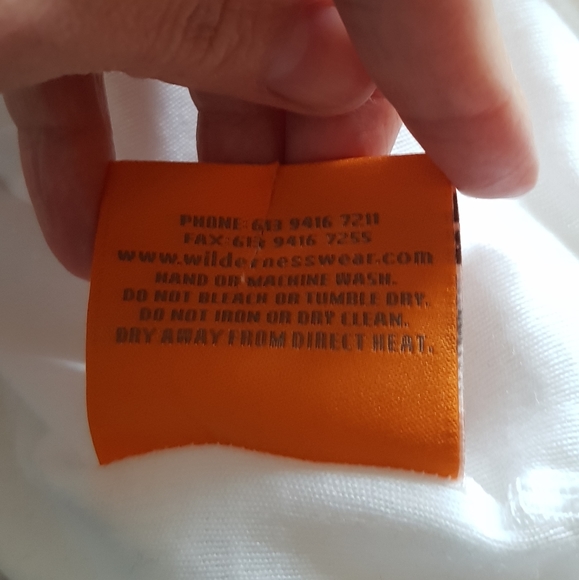 PHONE: 613 9416 7211
FAX: 613 9416 7255
www.wildernesswear.com
HAND OR MACHINE WASH.
DO NOT BLEACH OR TUMBLE DRY.
DO NOT IRON OR DRY CLEAN.
DRY AWAY FROM DIRECT HEAT.